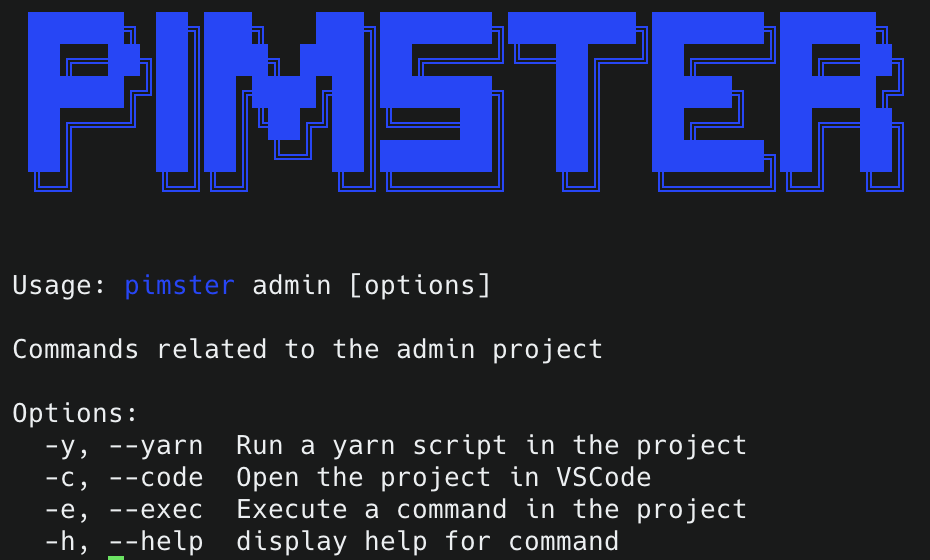 PIMSTER
Usage: pimster admin [options]
Commands related to the admin project
Options:
-y, --yarn  Run a yarn script in the project
-c, --code  Open the project in VSCode
-e, --exec  Execute a command in the project
-h, --help  display help for command